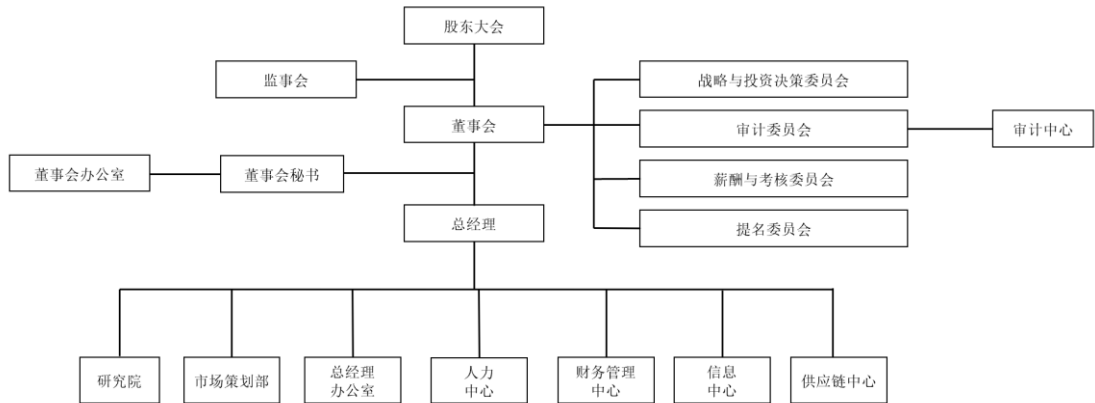 股东大会
监事会
战略与投资决策委员会
董事会
审计委员会
审计中心
董事会办公室
董事会秘书
薪酬与考核委员会
总经理
提名委员会
研究院
市场策划部
总经理
办公室
人力
中心
财务管理
中心
信息
中心
供应链中心